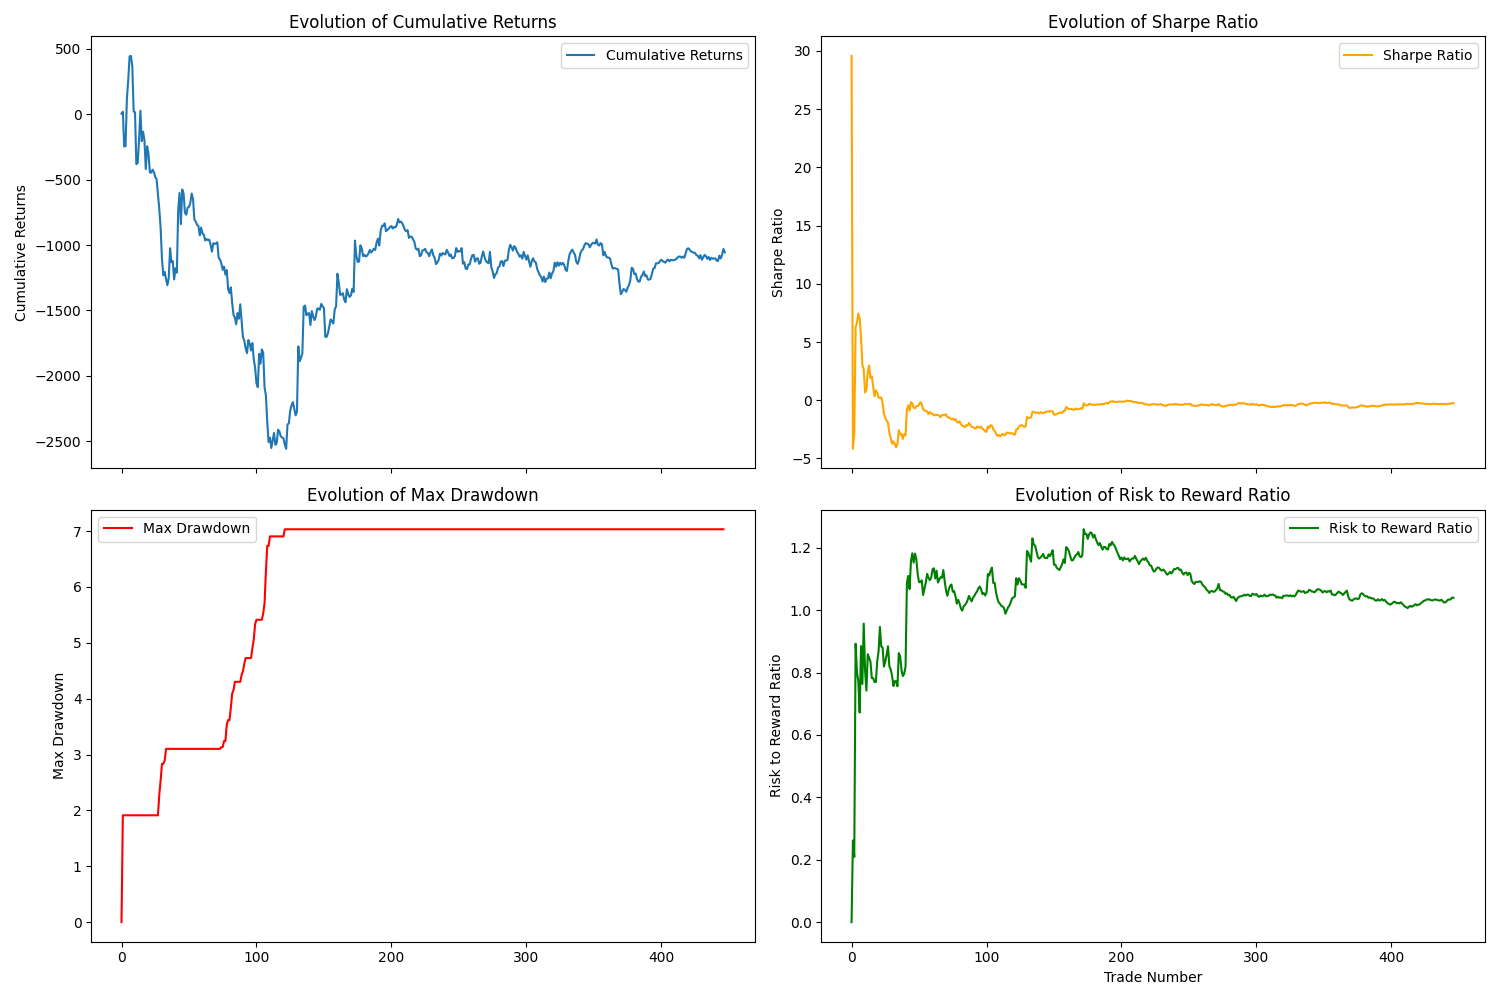 Evolution of Cumulative Returns
Cumulative Returns
500
0
−500
−1000
−1500
−2000
−2500
Cumulative Returns
Evolution of Sharpe Ratio
Sharpe Ratio
30
25
20
15
10
5
0
−5
Sharpe Ratio
Evolution of Max Drawdown
Max Drawdown
7
6
5
4
3
2
1
0
Max Drawdown
0 100 200 300 400
Evolution of Risk to Reward Ratio
Risk to Reward Ratio
1.2
1.0
0.8
0.6
0.4
0.2
0.0
Risk to Reward Ratio
0 100 200 300 400
Trade Number